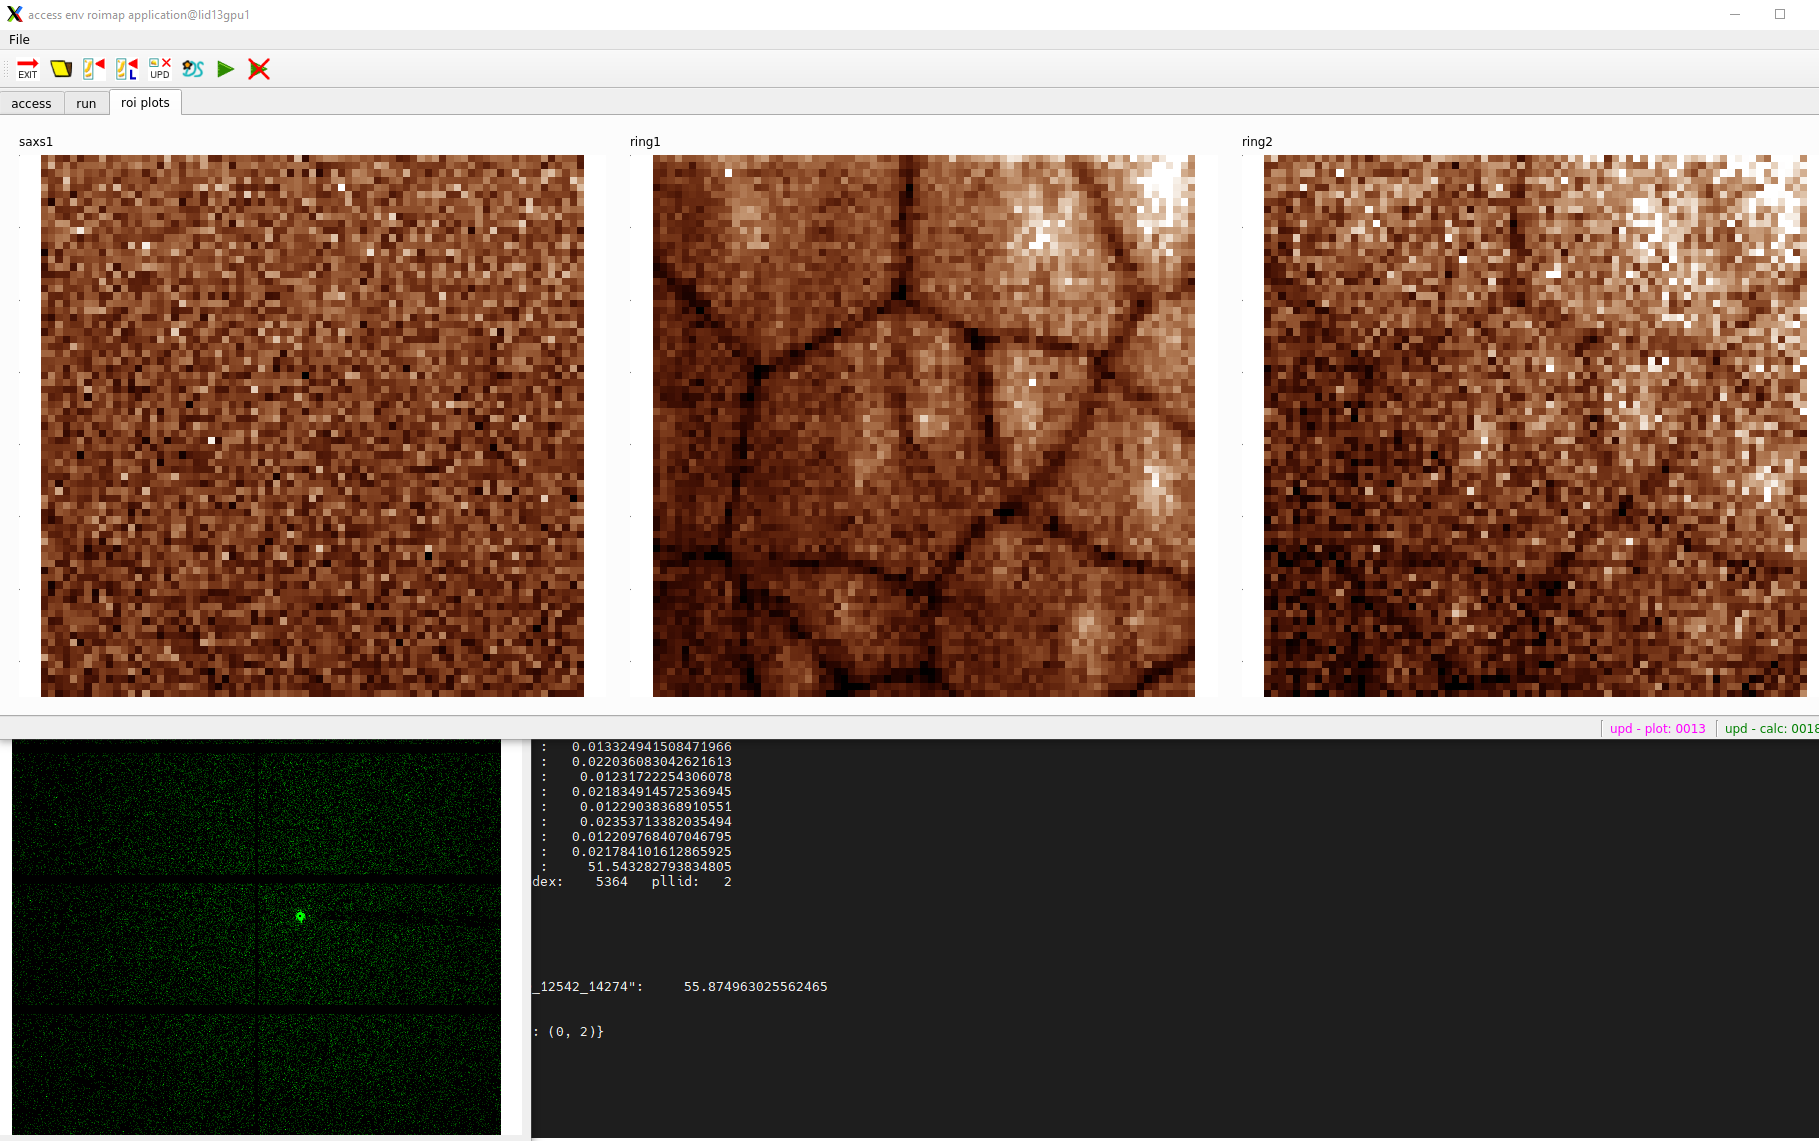 access env roimap application@lid13gpu1
File
EXIT
L
UPD
DS
access run roi plots
saxs1 ring1 ring2
upd - plot: 0013 upd - calc: 0018
: 0.013324941508471966
: 0.022036083042621613
: 0.01231722254306078
: 0.021834914572536945
: 0.01229038368910551
: 0.02353713382035494
: 0.012209768407046795
: 0.021784101612865925
: 51.543282793834805
dex: 5364 pllid: 2
_12542_14274": 55.874963025562465
: (0, 2)}